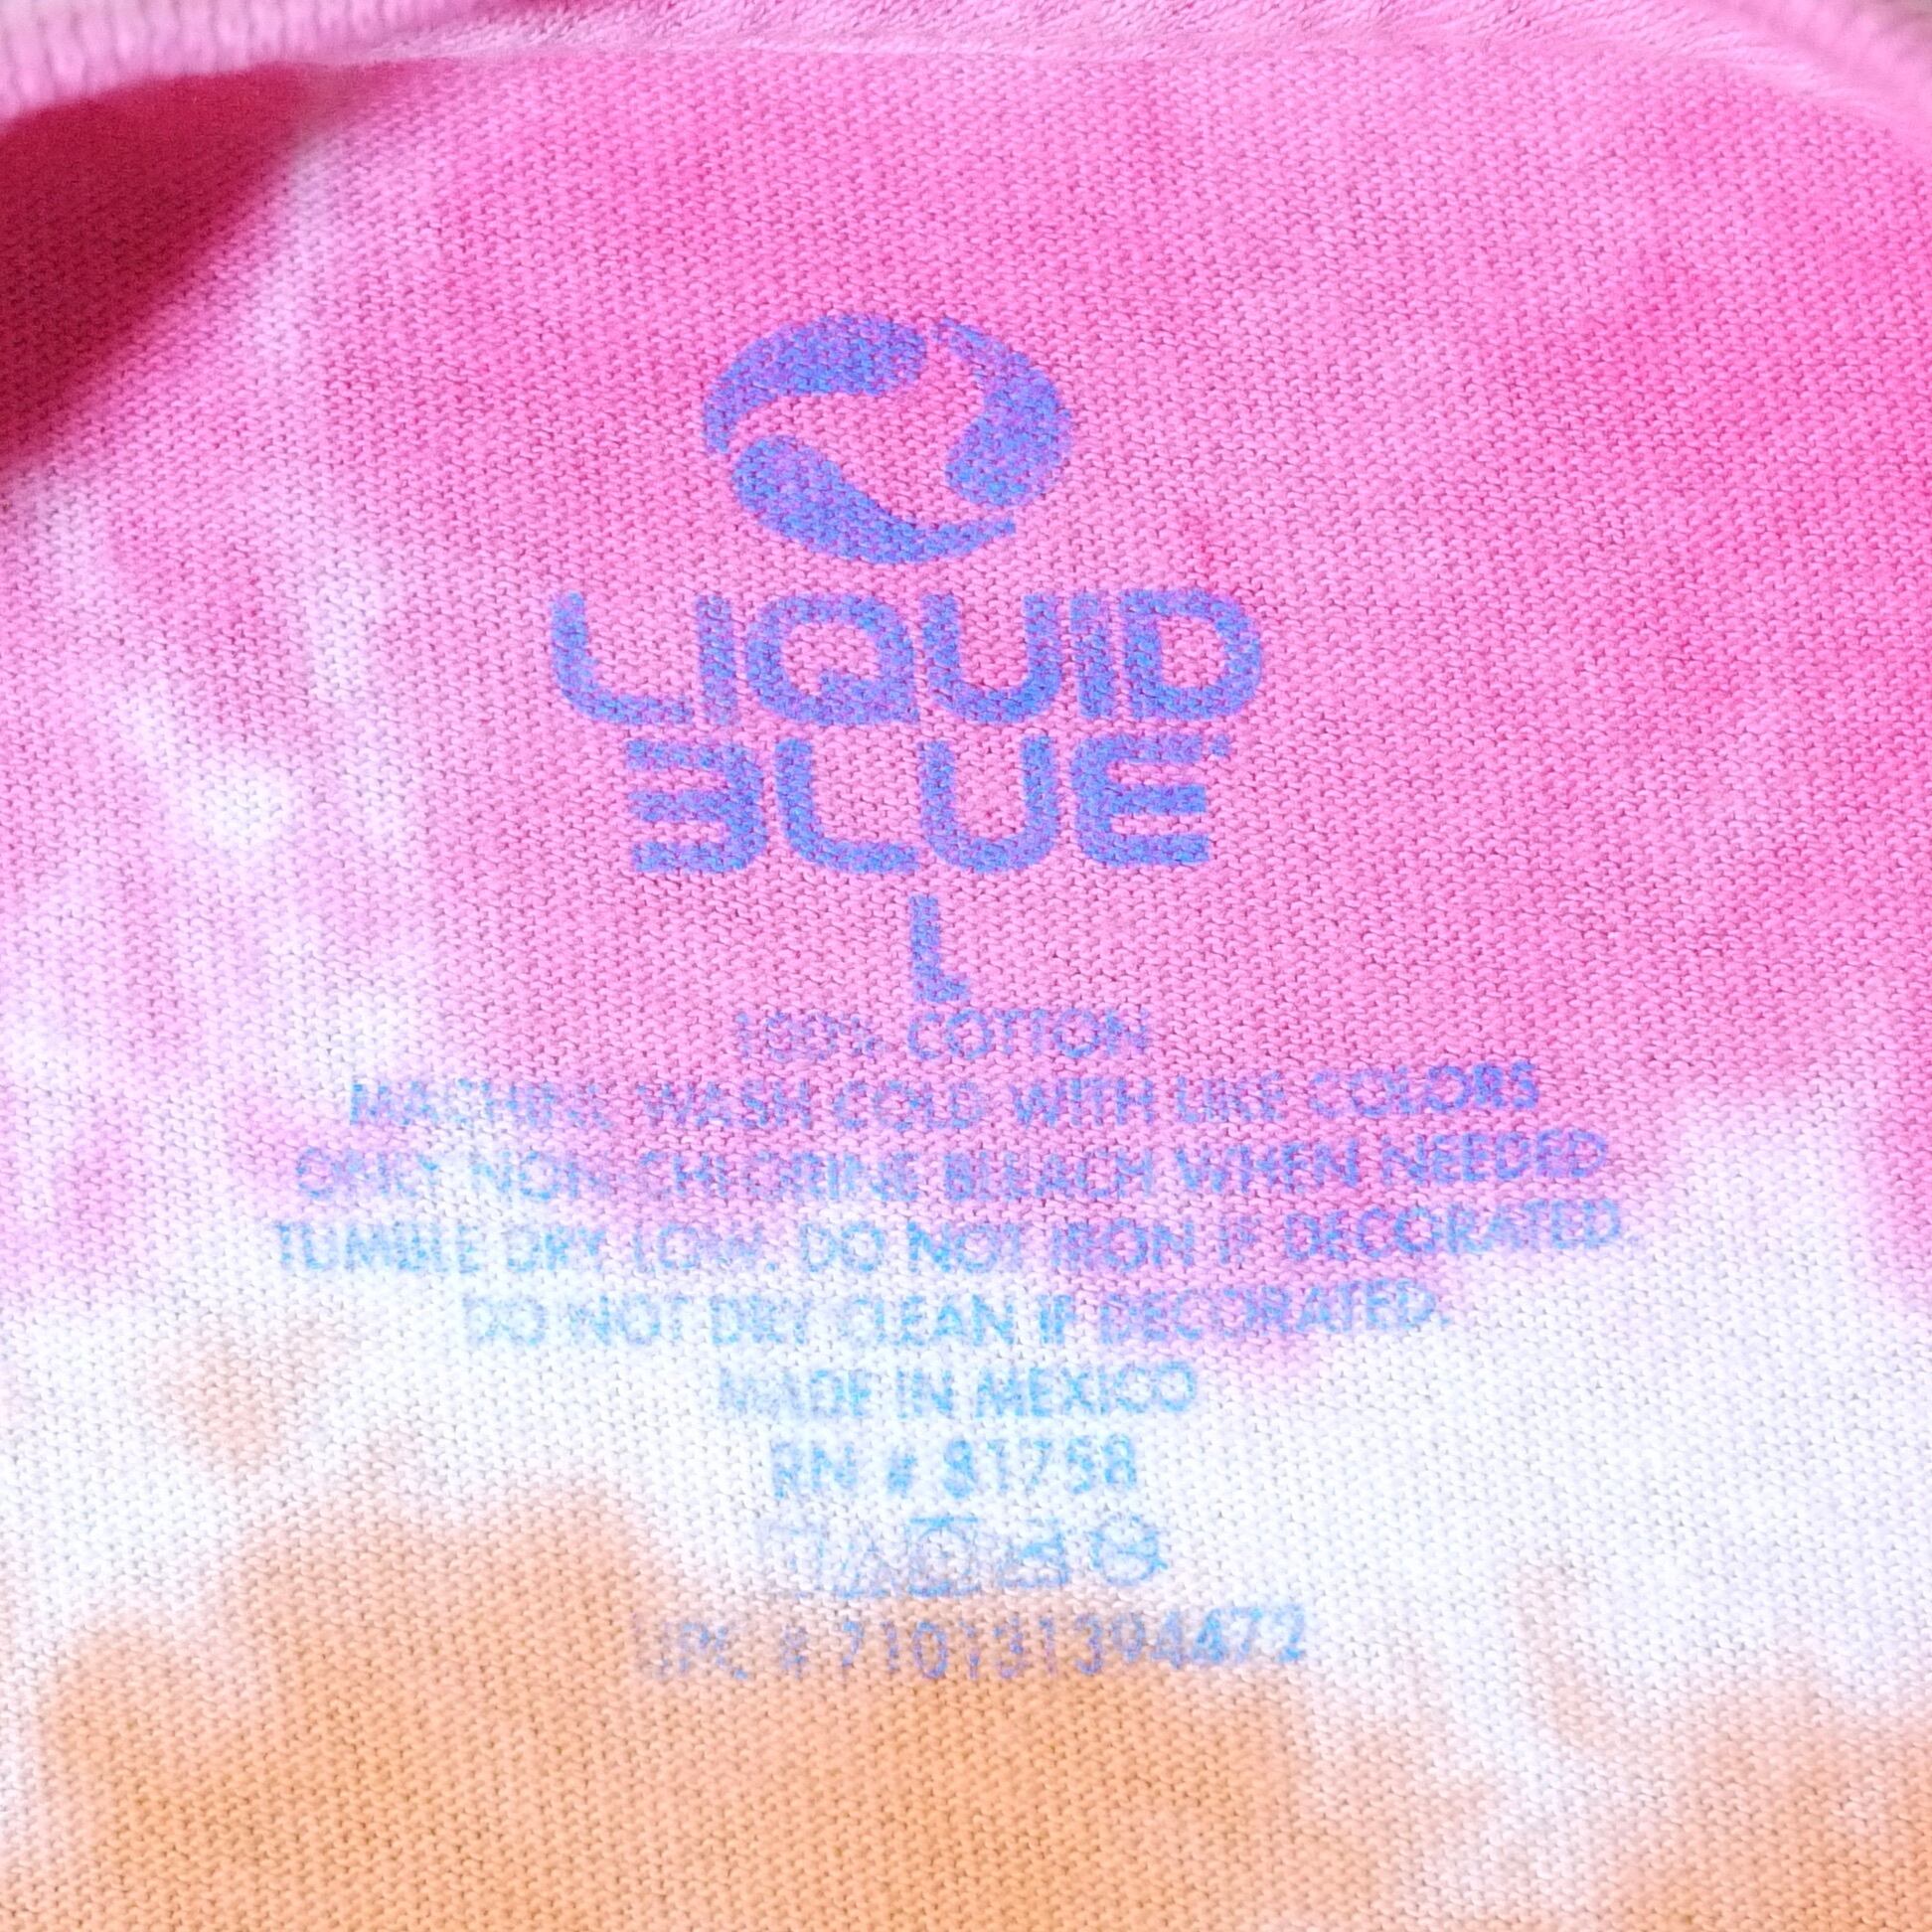 LIQUID
BLUE
L
100% COTTON
MACHINE WASH COLD WITH LIKE COLORS
ONLY NON-CHLORINE BLEACH WHEN NEEDED
TUMBLE DRY LOW. DO NOT IRON IF DECORATED.
DO NOT DRY CLEAN IF DECORATED.
MADE IN MEXICO
RN # 81758
UPC # 710131394472